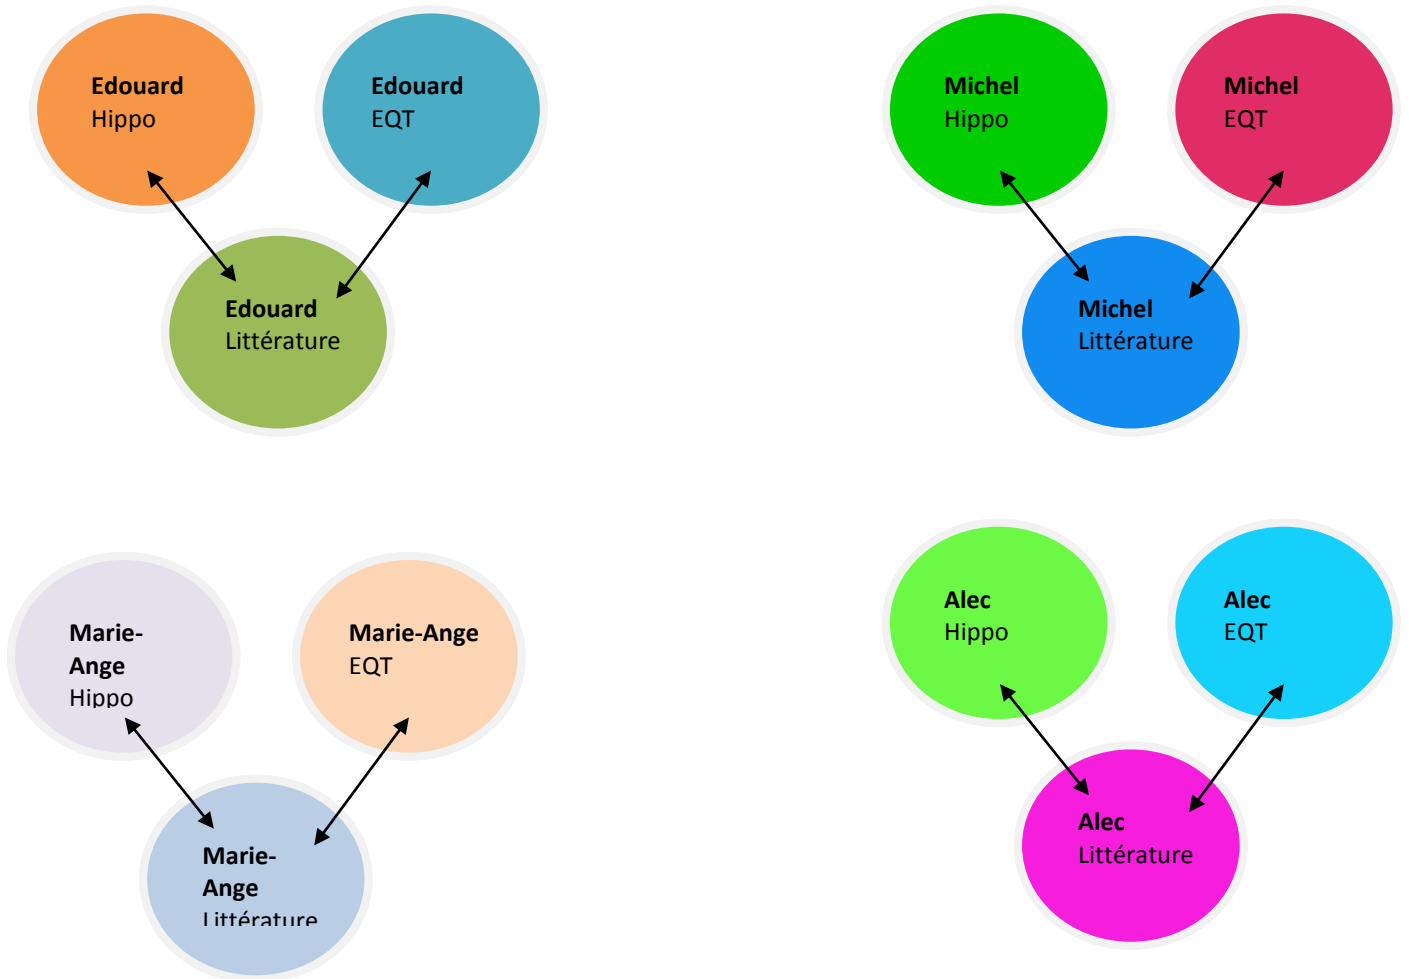 Edouard
Hippo
Edouard
EQT
Edouard
Littérature
Michel
Hippo
Michel
EQT
Michel
Littérature
Marie-
Ange
Hippo
Marie-Ange
EQT
Marie-
Ange
Littérature
Alec
Hippo
Alec
EQT
Alec
Littérature